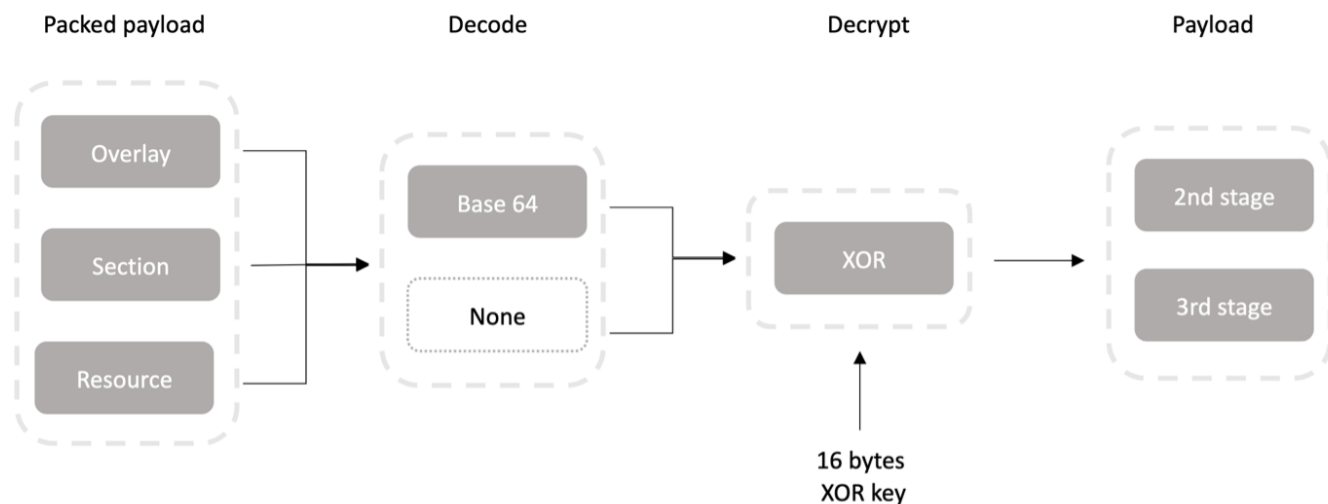 Packed payload
Decode
Decrypt
Payload
Overlay
Section
Resource
Base 64
None
XOR
16 bytes
XOR key
2nd stage
3rd stage